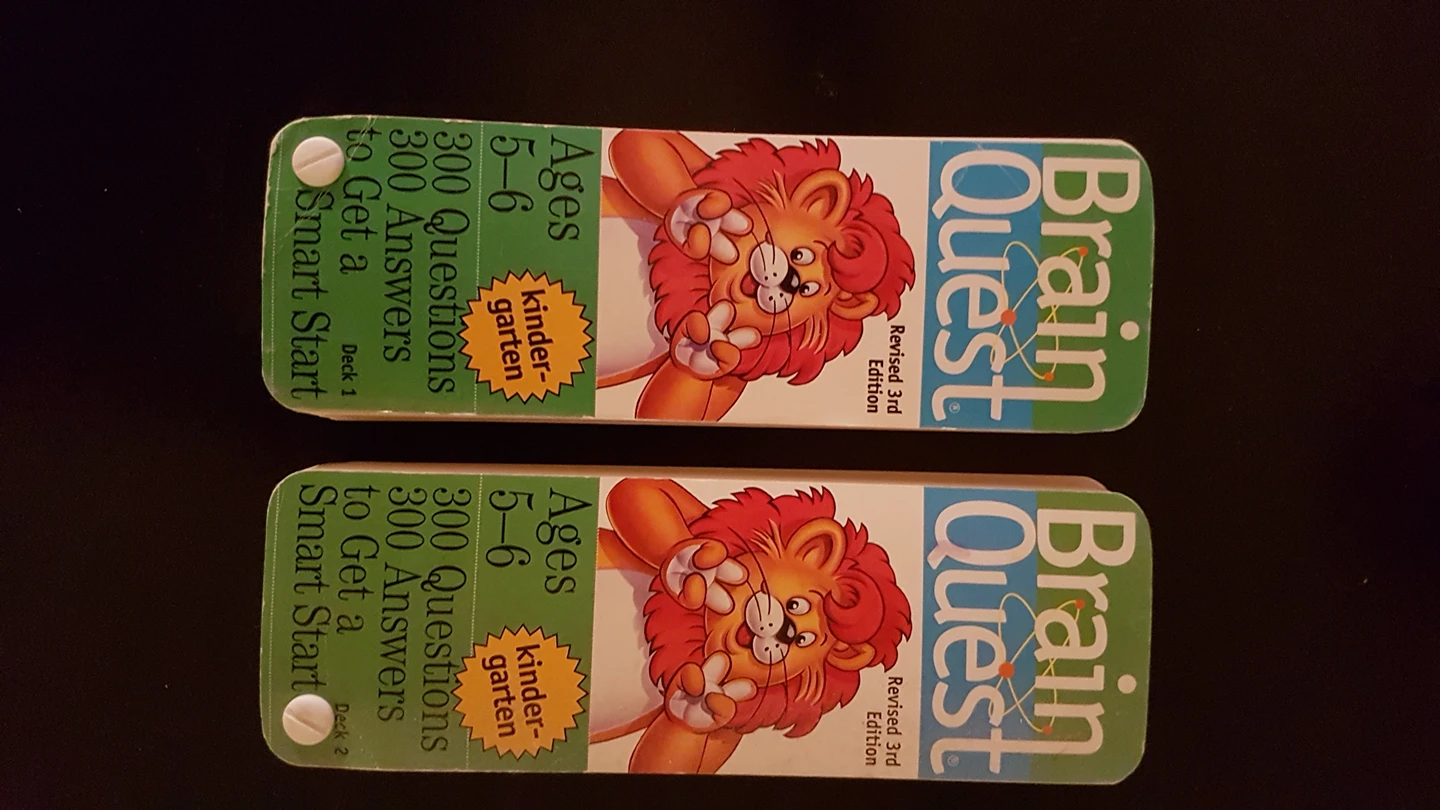 Brain
Quest®
Revised 3rd
Edition
Ages
5–6
kinder-
garten
300 Questions
300 Answers
to Get a
Smart Start
Deck 1
Brain
Quest®
Revised 3rd
Edition
Ages
5–6
kinder-
garten
300 Questions
300 Answers
to Get a
Smart Start
Deck 2